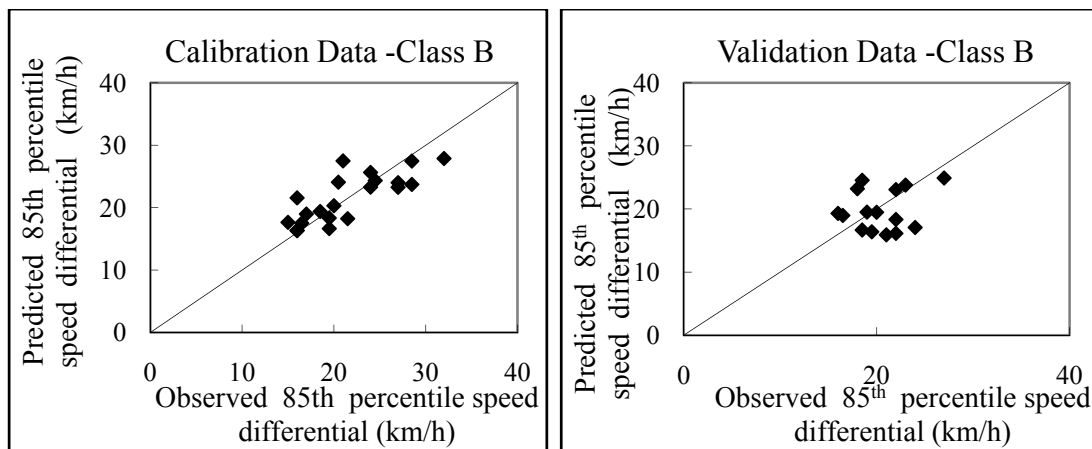 Calibration Data -Class B
Predicted 85th percentile
speed differential (km/h)
40
30
20
10
0
0 10 20 30 40
Observed 85th percentile speed
differential (km/h)
Validation Data -Class B
Predicted 85th percentile
speed differential (km/h)
40
30
20
10
0
0 20 40
Observed 85th percentile speed
differential (km/h)